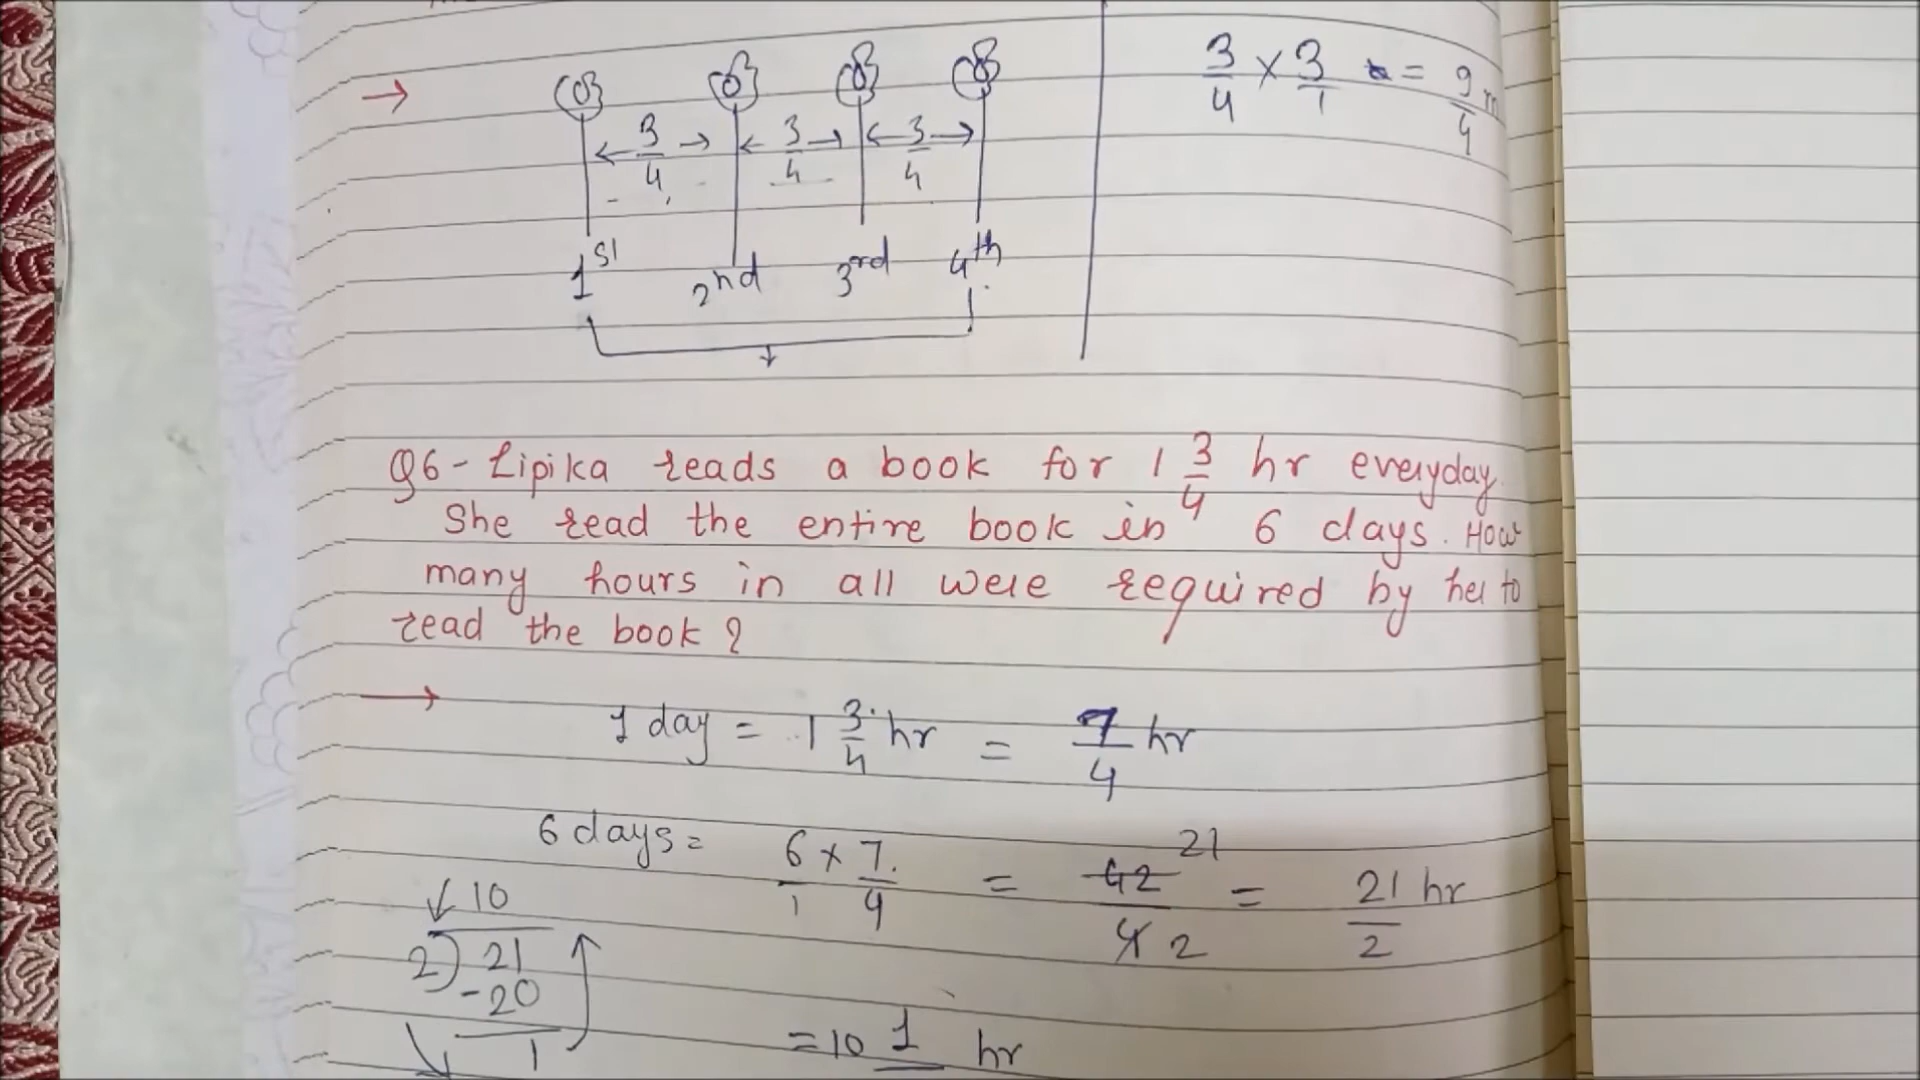 3/4 × 3/1 = 9/4 m
3/4 3/4 3/4
1st 2nd 3rd 4th
Q6- Lipika reads a book for 1 3/4 hr everyday.
She read the entire book in 6 days. How
many hours in all were required by her to
read the book?
1 day = 1 3/4 hr = 7/4 hr
6 days = 6/1 × 7/4 = 42/4 21 2 = 21/2 hr
10
2) 21
-20
1
= 10 1 hr